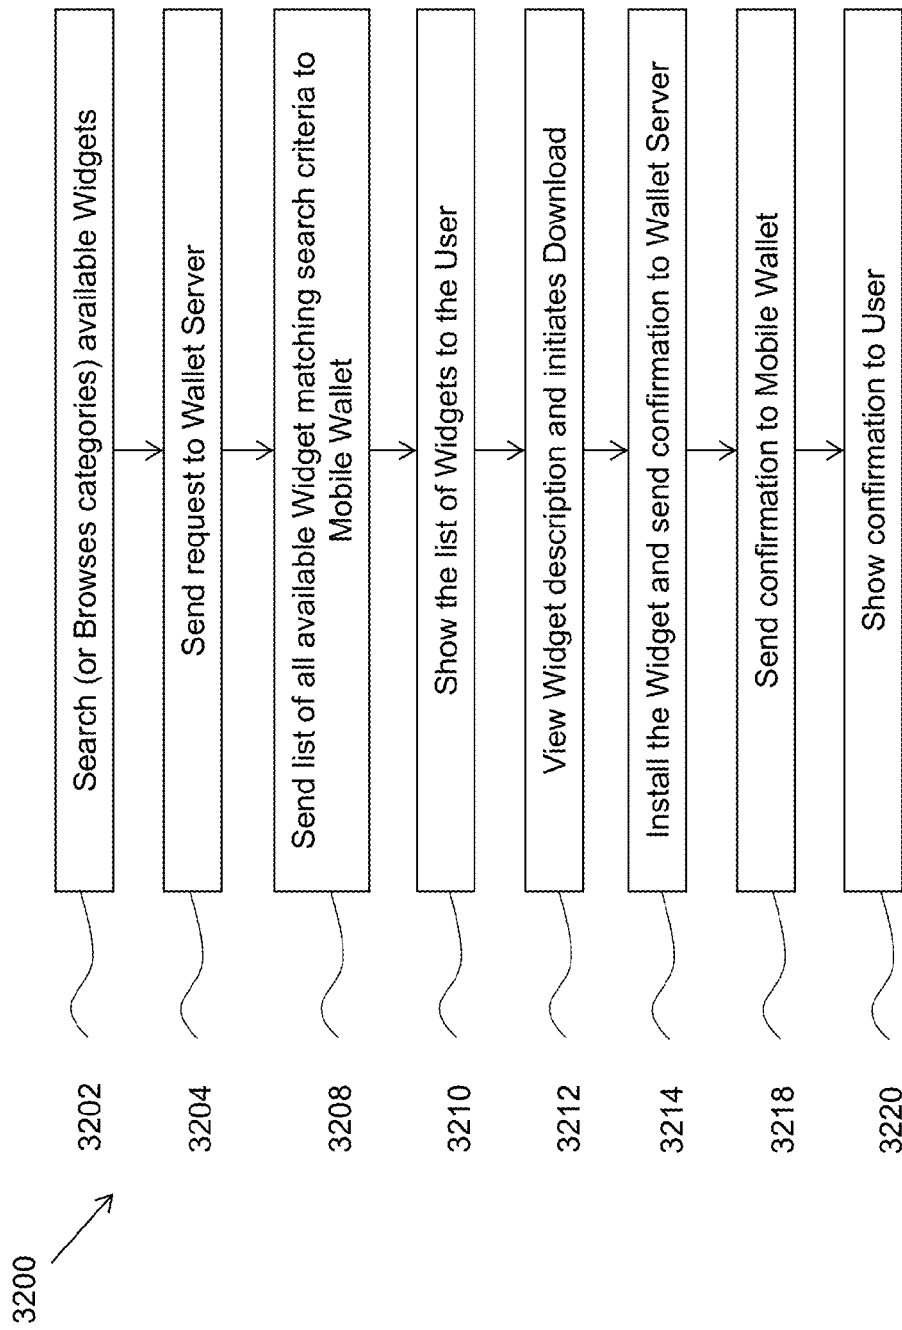 3200
3202
Search (or Browses categories) available Widgets
3204
Send request to Wallet Server
3208
Send list of all available Widget matching search criteria to
Mobile Wallet
3210
Show the list of Widgets to the User
3212
View Widget description and initiates Download
3214
Install the Widget and send confirmation to Wallet Server
3218
Send confirmation to Mobile Wallet
3220
Show confirmation to User